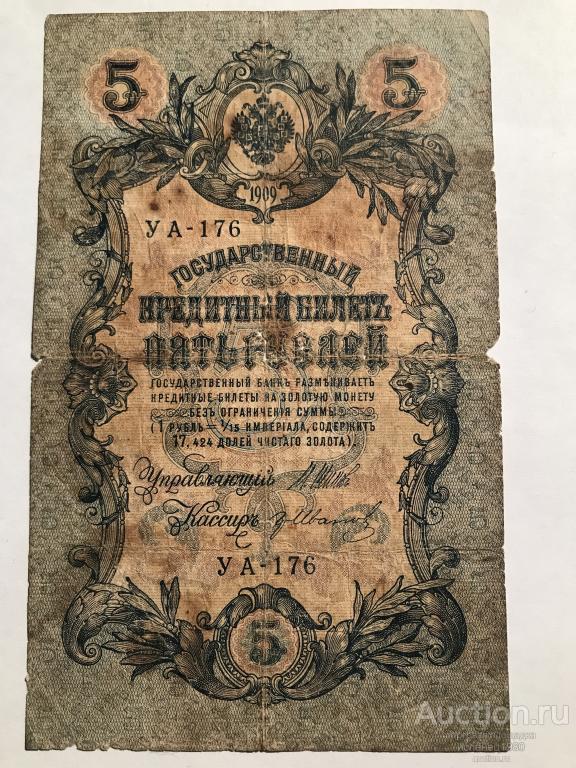 5 5
1909
УА-176
ГОСУДАРСТВЕННЫЙ
КРЕДИТНЫЙ БИЛЕТЪ
ПЯТЬ РУБЛЕЙ
ГОСУДАРСТВЕННЫЙ БАНКЪ РАЗМѢНИВАЕТЪ
КРЕДИТНЫЕ БИЛЕТЫ НА ЗОЛОТУЮ МОНЕТУ
БЕЗЪ ОГРАНИЧЕНІЯ СУММЫ
(1 РУБЛЬ = 1/15 ИМПЕРІАЛА, СОДЕРЖИТЪ
17,424 ДОЛЕЙ ЧИСТАГО ЗОЛОТА).
Управляющій
Кассиръ
УА-176
5
Auction.ru
auction.ru